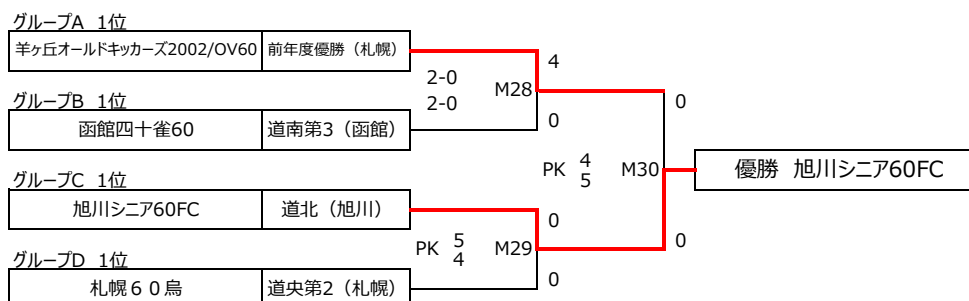 グループA 1位
羊ヶ丘オールドキッカーズ2002/OV60 前年度優勝（札幌）
4
2-0
2-0
M28
0
グループB 1位
函館四十雀60 道南第3（函館）
0
PK 4
5
M30
優勝 旭川シニア60FC
グループC 1位
旭川シニア60FC 道北（旭川）
0
0
PK 5
4
M29
0
グループD 1位
札幌６０烏 道央第2（札幌）